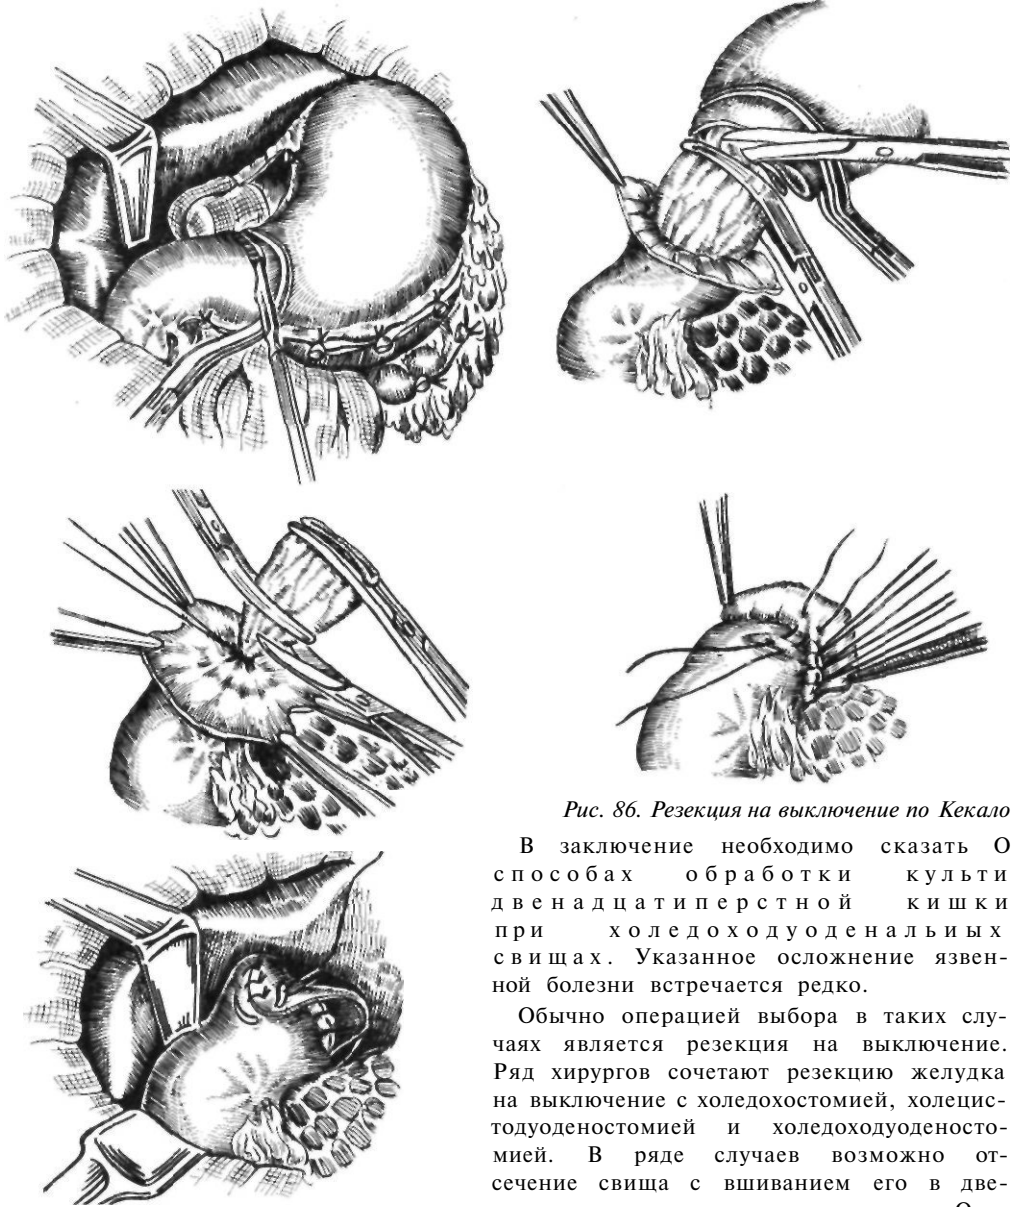 Рис. 86. Резекция на выключение по Кекало
В заключение необходимо сказать О
способах обработки культи
двенадцатиперстной кишки
при холедоходуоденальиых
свищах. Указанное осложнение язвен-
ной болезни встречается редко.
Обычно операцией выбора в таких слу-
чаях является резекция на выключение.
Ряд хирургов сочетают резекцию желудка
на выключение с холедохостомией, холецис-
тодуоденостомией и холедоходуоденосто-
мией. В ряде случаев возможно от-
сечение свища с вшиванием его в две-